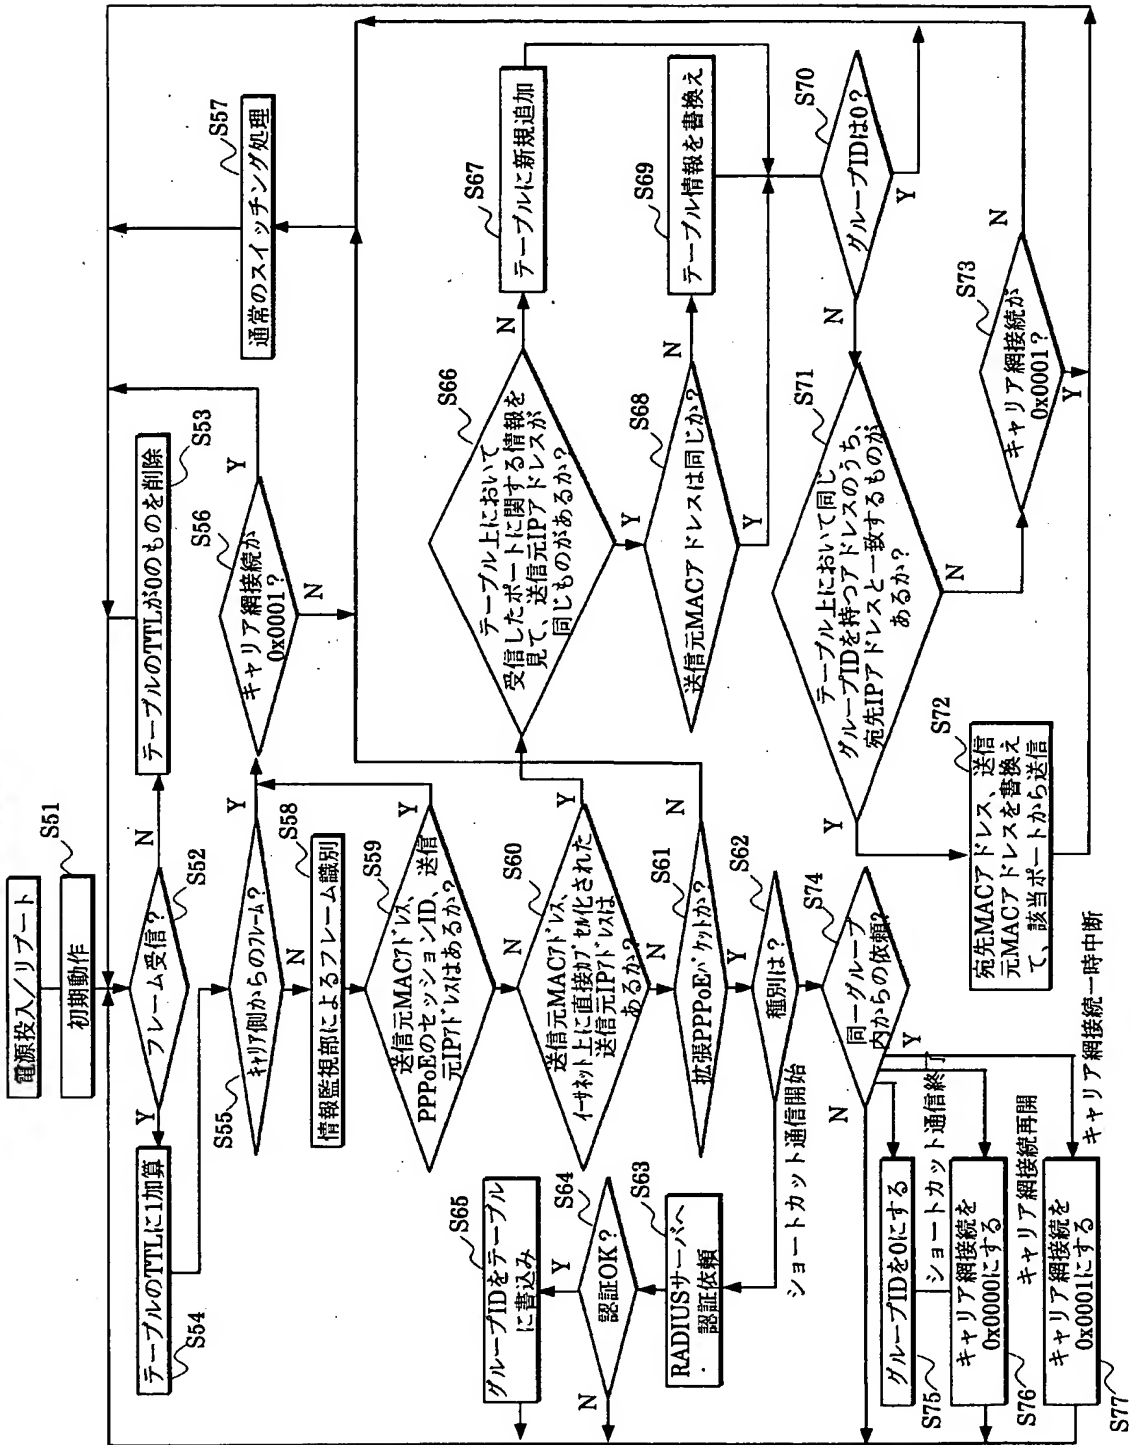 電源投入/リブート
初期動作
S51
フレーム受信?
S52
N
Y
テーブルのTTLが0のものを削除
S53
テーブルのTTLに1加算
S54
キャリア側からのフレーム?
S55
Y
N
キャリア網接続が
0x0001?
S56
Y
N
通常のスイッチング処理
S57
情報監視部によるフレーム識別
S58
送信元MACアドレス、
PPPoEのセッションID、送信
元IPアドレスはあるか?
S59
Y
N
送信元MACアドレス、
イーサネット上に直接カプセル化された
送信元IPアドレスは
あるか?
S60
Y
N
拡張PPPoEパケットか?
S61
N
Y
種別は?
S62
ショートカット通信開始
RADIUSサーバへ
認証依頼
S63
認証OK?
S64
Y
N
グループIDをテーブル
に書込み
S65
テーブル上において
受信したポートに関する情報を
見て、送信元IPアドレスが
同じものがあるか?
S66
N
Y
テーブルに新規追加
S67
送信元MACアドレスは同じか?
S68
N
Y
テーブル情報を書換え
S69
グループIDは0?
S70
N
Y
テーブル上において同じ
グループIDを持つアドレスのうち、
宛先IPアドレスと一致するものが
あるか?
S71
Y
N
宛先MACアドレス、送信
元MACアドレスを書換え
て、該当ポートから送信
S72
キャリア網接続が
0x0001?
S73
N
Y
同一グループ
内からの依頼?
S74
N
Y
グループIDを0にする
S75
ショートカット通信終了
キャリア網接続を
0x0000にする
S76
キャリア網接続再開
キャリア網接続を
0x0001にする
S77
キャリア網接続一時中断